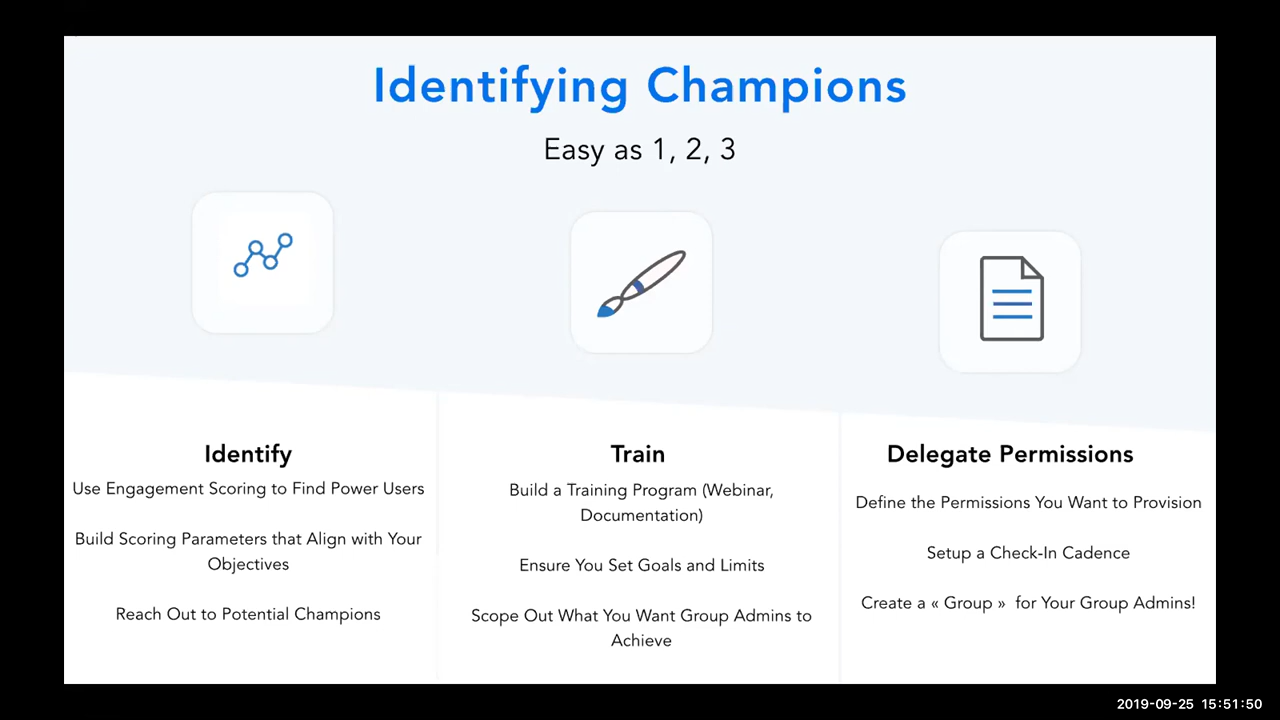 Identifying Champions
Easy as 1, 2, 3
Identify
Use Engagement Scoring to Find Power Users
Build Scoring Parameters that Align with Your
Objectives
Reach Out to Potential Champions
Train
Build a Training Program (Webinar,
Documentation)
Ensure You Set Goals and Limits
Scope Out What You Want Group Admins to
Achieve
Delegate Permissions
Define the Permissions You Want to Provision
Setup a Check-In Cadence
Create a « Group »  for Your Group Admins!
2019-09-25 15:51:50